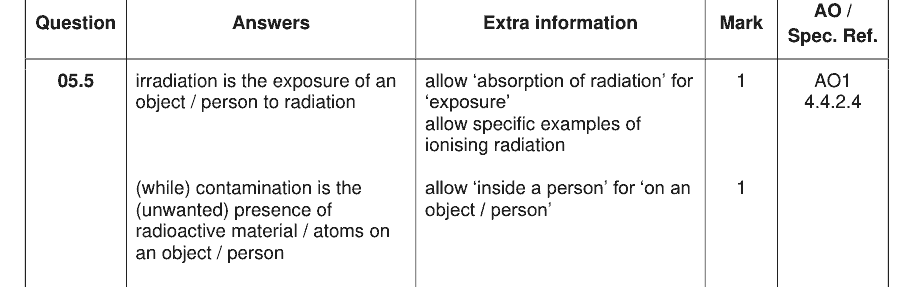 Question Answers Extra information Mark AO /
Spec. Ref.
05.5 irradiation is the exposure of an allow ‘absorption of radiation’ for 1 AO1
object / person to radiation ‘exposure’ 4.4.2.4
allow specific examples of
ionising radiation
(while) contamination is the allow ‘inside a person’ for ‘on an 1
(unwanted) presence of object / person’
radioactive material / atoms on
an object / person